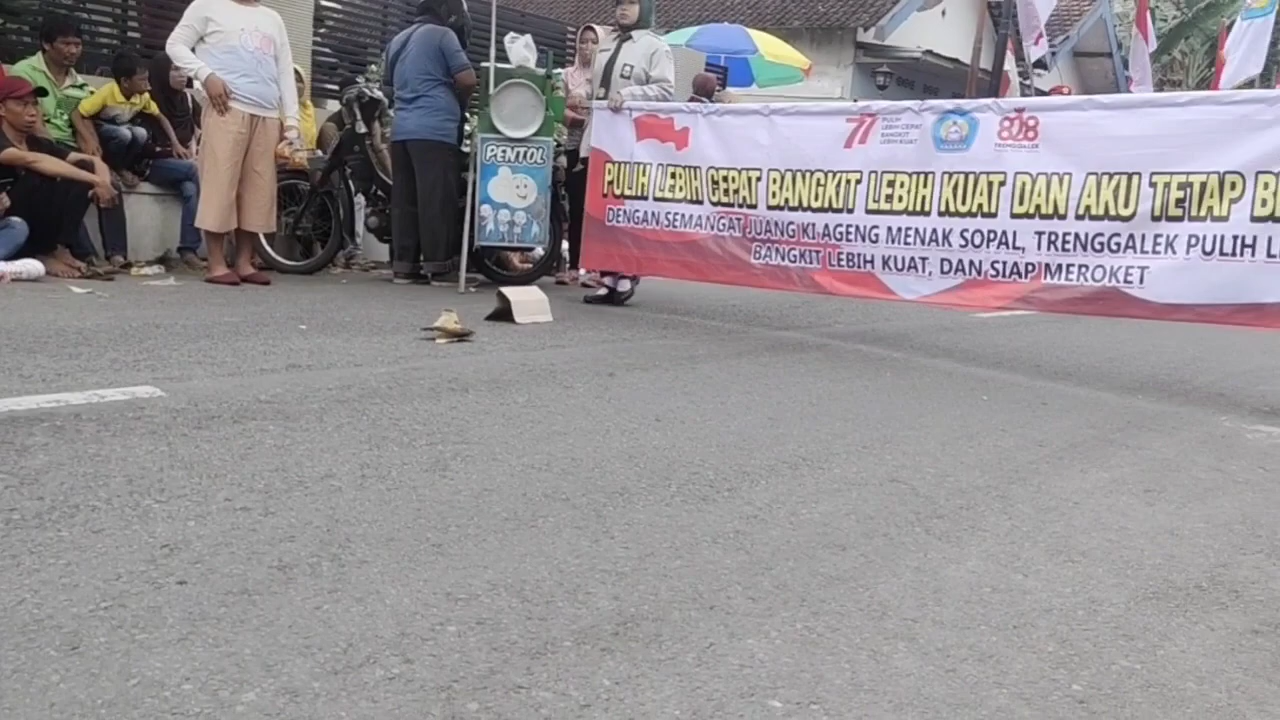 PENTOL
77
PULIH
LEBIH CEPAT
BANGKIT
LEBIH KUAT
828
TRENGGALEK
PULIH LEBIH CEPAT BANGKIT LEBIH KUAT DAN AKU TETAP
DENGAN SEMANGAT JUANG KI AGENG MENAK SOPAL, TRENGGALEK PULIH
BANGKIT LEBIH KUAT, DAN SIAP MEROKET